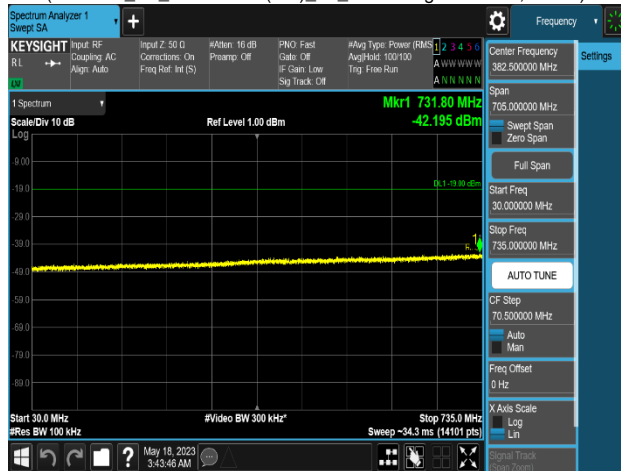 Spectrum Analyzer 1
Swept SA
Frequency
KEYSIGHT
Input: RF
Coupling: AC
Align: Auto
Input Z: 50 Ω
Corrections: On
Freq Ref: Int (S)
#Atten: 16 dB
Preamp: Off
PNO: Fast
Gate: Off
IF Gain: Low
Sig Track: Off
#Avg Type: Power (RMS
Avg|Hold: 100/100
Trig: Free Run
1 2 3 4 5 6
A W W W W W
A N N N N N
R L
LXI
1 Spectrum
Scale/Div 10 dB
Ref Level 1.00 dBm
Mkr1 731.80 MHz
-42.195 dBm
Log
-9.00
-19.0
DL1 -19.00 dBm
-29.0
-39.0
1
-49.0
-59.0
-69.0
-79.0
-89.0
Start 30.0 MHz
#Video BW 300 kHz*
Stop 735.0 MHz
#Res BW 100 kHz
Sweep ~34.3 ms (14101 pts)
May 18, 2023
3:43:46 AM
Center Frequency
382.500000 MHz
Settings
Span
705.000000 MHz
Swept Span
Zero Span
Full Span
Start Freq
30.000000 MHz
Stop Freq
735.000000 MHz
AUTO TUNE
CF Step
70.500000 MHz
Auto
Man
Freq Offset
0 Hz
X Axis Scale
Log
Lin
Signal Track
(Span Zoom)